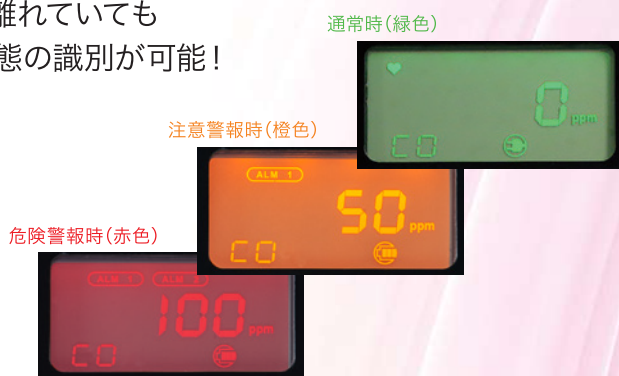 離れていても
態の識別が可能！
通常時（緑色）
0 ppm
CO
注意警報時（橙色）
ALM 1
50 ppm
CO
危険警報時（赤色）
ALM 1 ALM 2
100 ppm
CO